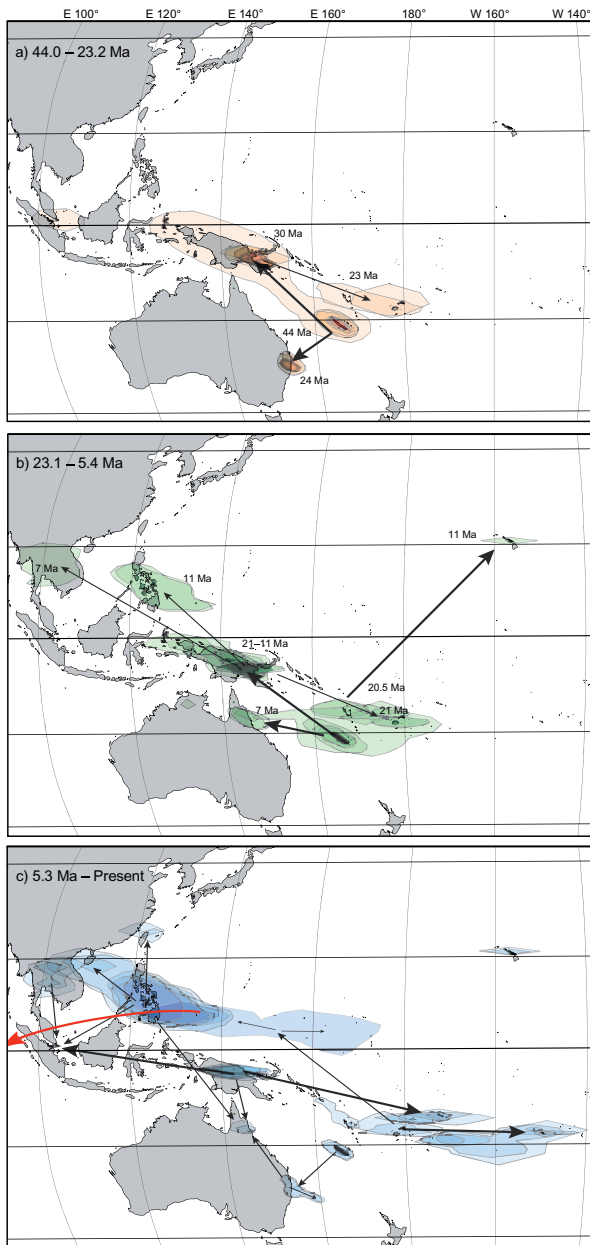 E 100° E 120° E 140° E 160° 180° W 160° W 140°
a) 44.0 – 23.2 Ma
30 Ma
23 Ma
44 Ma
24 Ma
b) 23.1 – 5.4 Ma
11 Ma
7 Ma
11 Ma
21–11 Ma
20.5 Ma
7 Ma
21 Ma
c) 5.3 Ma – Present